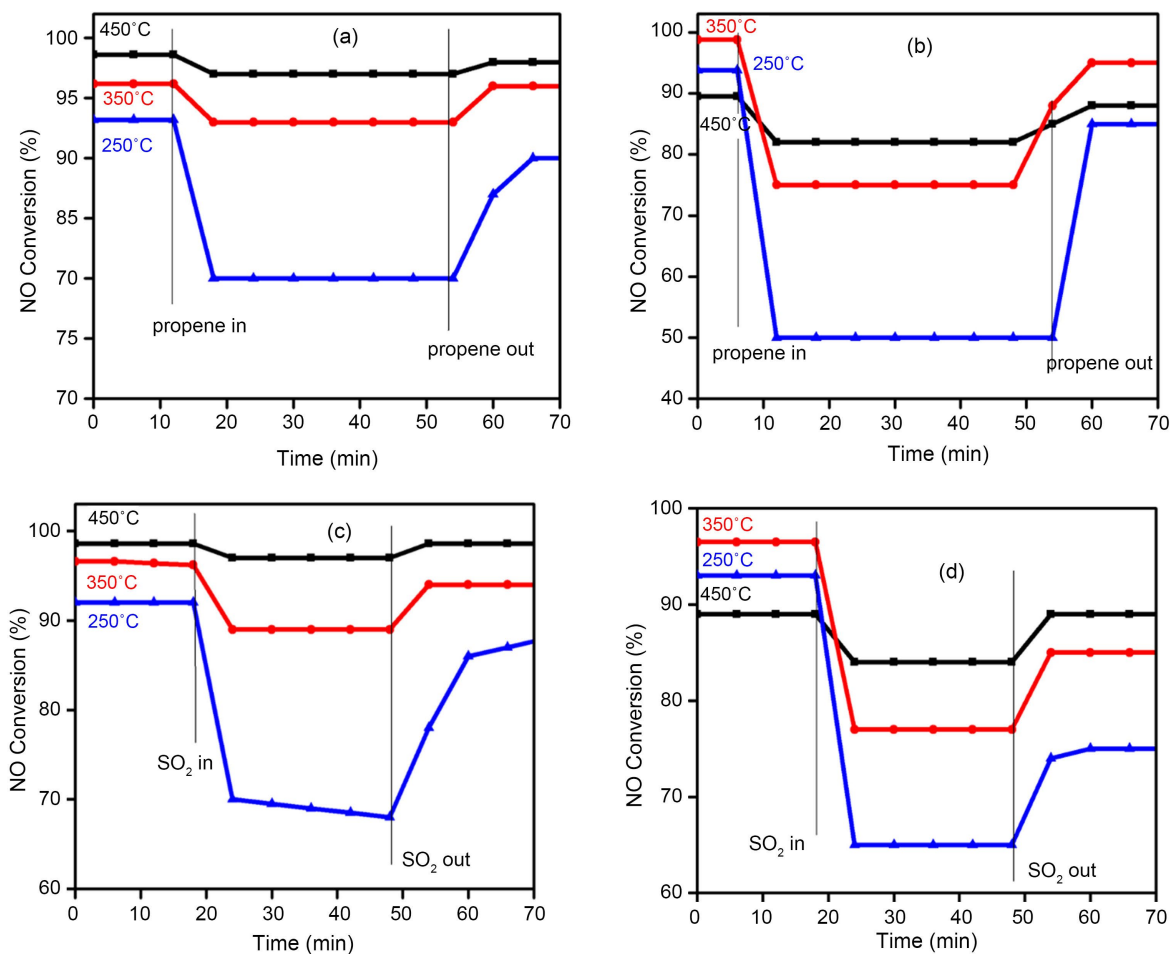 (a)
450°C
350°C
250°C
propene in
propene out
NO Conversion (%)
100
95
90
85
70
75
70
0 10 20 30 40 50 60 70
Time (min)
(b)
350°C
250°C
450°C
propene in
propene out
NO Conversion (%)
100
90
80
70
60
50
40
0 10 20 30 40 50 60 70
Time (min)
(c)
450°C
350°C
250°C
SO₂ in
SO₂ out
NO Conversion (%)
100
90
80
70
60
0 10 20 30 40 50 60 70
Time (min)
(d)
350°C
250°C
450°C
SO₂ in
SO₂ out
NO Conversion (%)
100
90
80
70
60
0 10 20 30 40 50 60 70
Time (min)